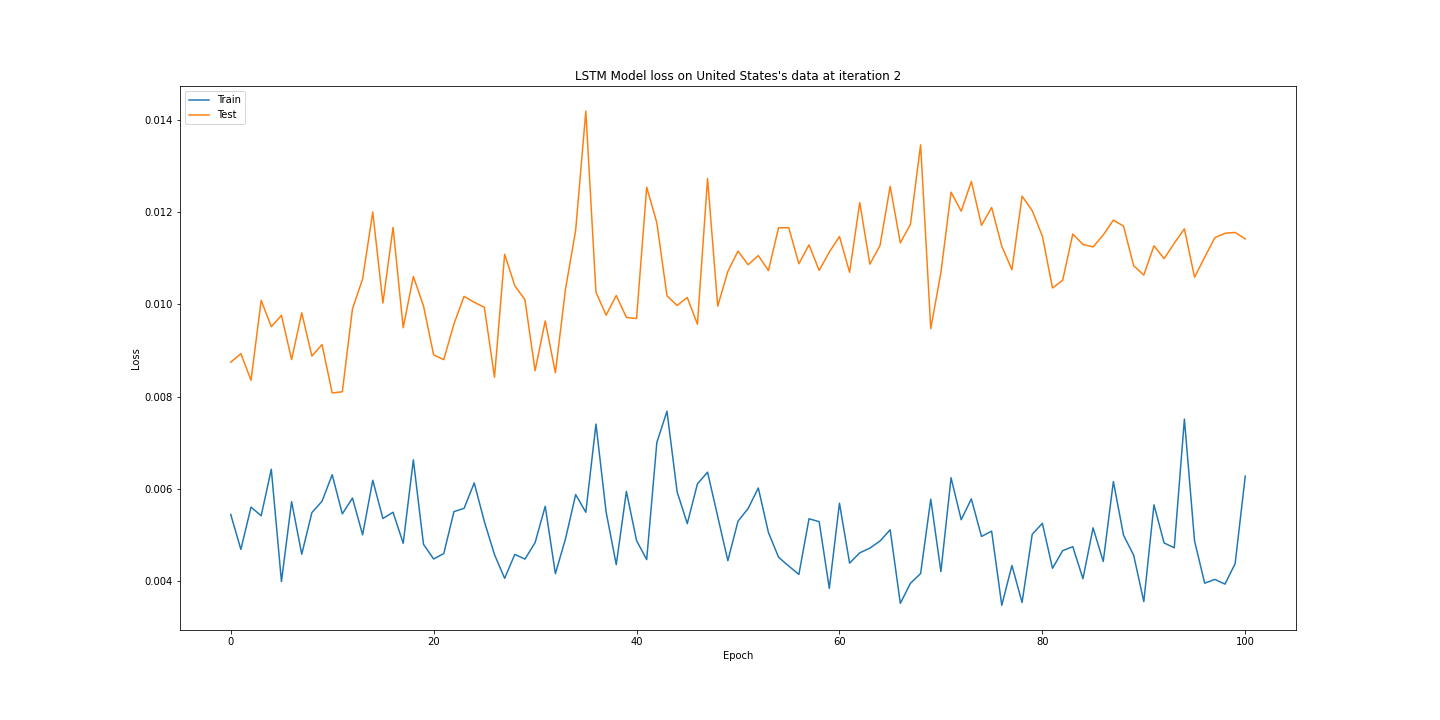 LSTM Model loss on United States's data at iteration 2
Train
Test
0.014
0.012
0.010
0.008
0.006
0.004
Loss
0 20 40 60 80 100
Epoch